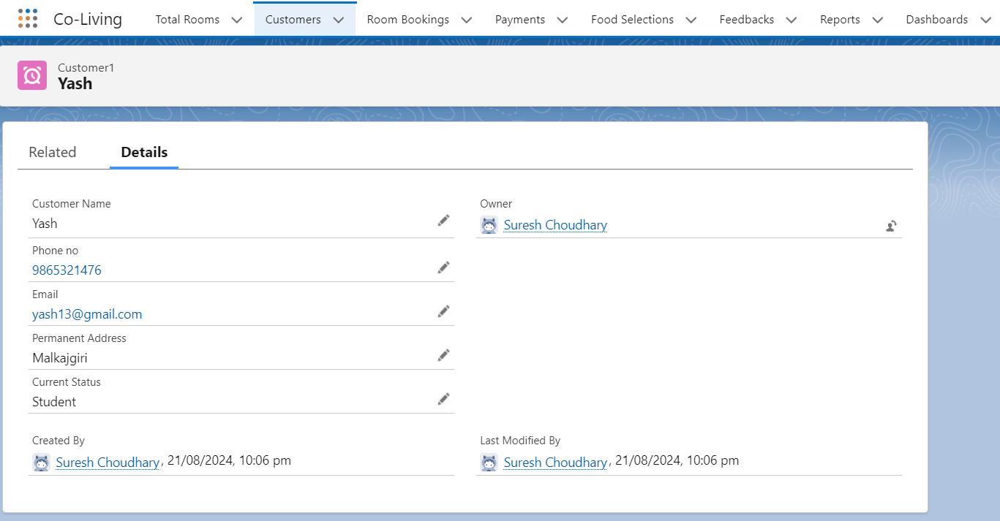 Co-Living Total Rooms Customers Room Bookings Payments Food Selections Feedbacks Reports Dashboards
Customer1
Yash
Related Details
Customer Name
Yash
Owner
Suresh Choudhary
Phone no
9865321476
Email
yash13@gmail.com
Permanent Address
Malkajgiri
Current Status
Student
Created By
Suresh Choudhary, 21/08/2024, 10:06 pm
Last Modified By
Suresh Choudhary, 21/08/2024, 10:06 pm